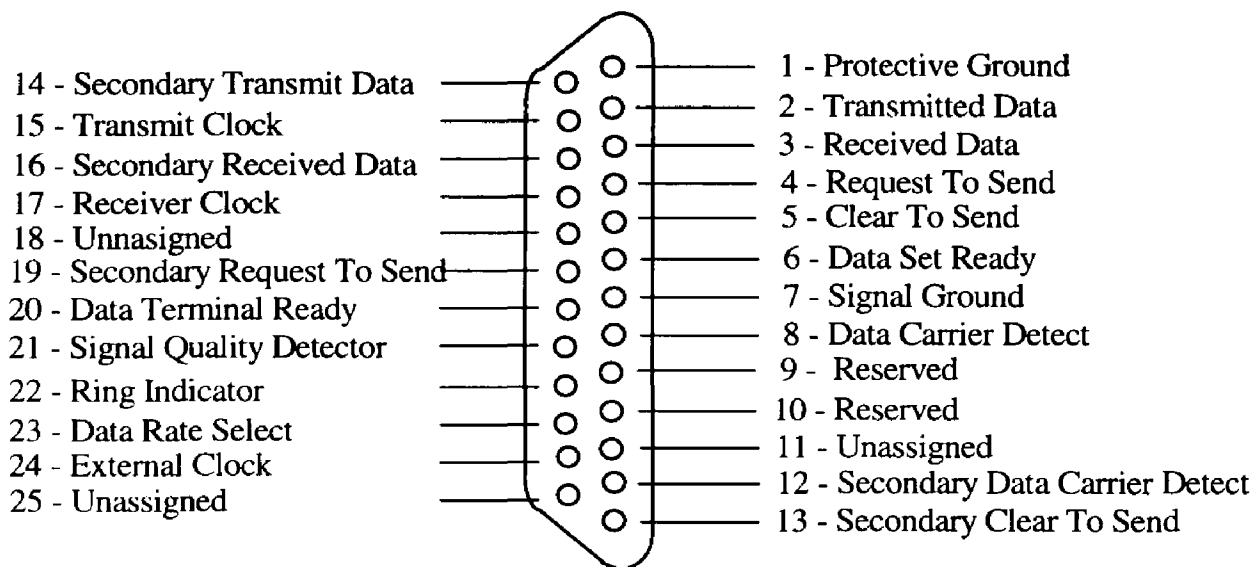 14 - Secondary Transmit Data
15 - Transmit Clock
16 - Secondary Received Data
17 - Receiver Clock
18 - Unnasigned
19 - Secondary Request To Send
20 - Data Terminal Ready
21 - Signal Quality Detector
22 - Ring Indicator
23 - Data Rate Select
24 - External Clock
25 - Unassigned
1 - Protective Ground
2 - Transmitted Data
3 - Received Data
4 - Request To Send
5 - Clear To Send
6 - Data Set Ready
7 - Signal Ground
8 - Data Carrier Detect
9 - Reserved
10 - Reserved
11 - Unassigned
12 - Secondary Data Carrier Detect
13 - Secondary Clear To Send